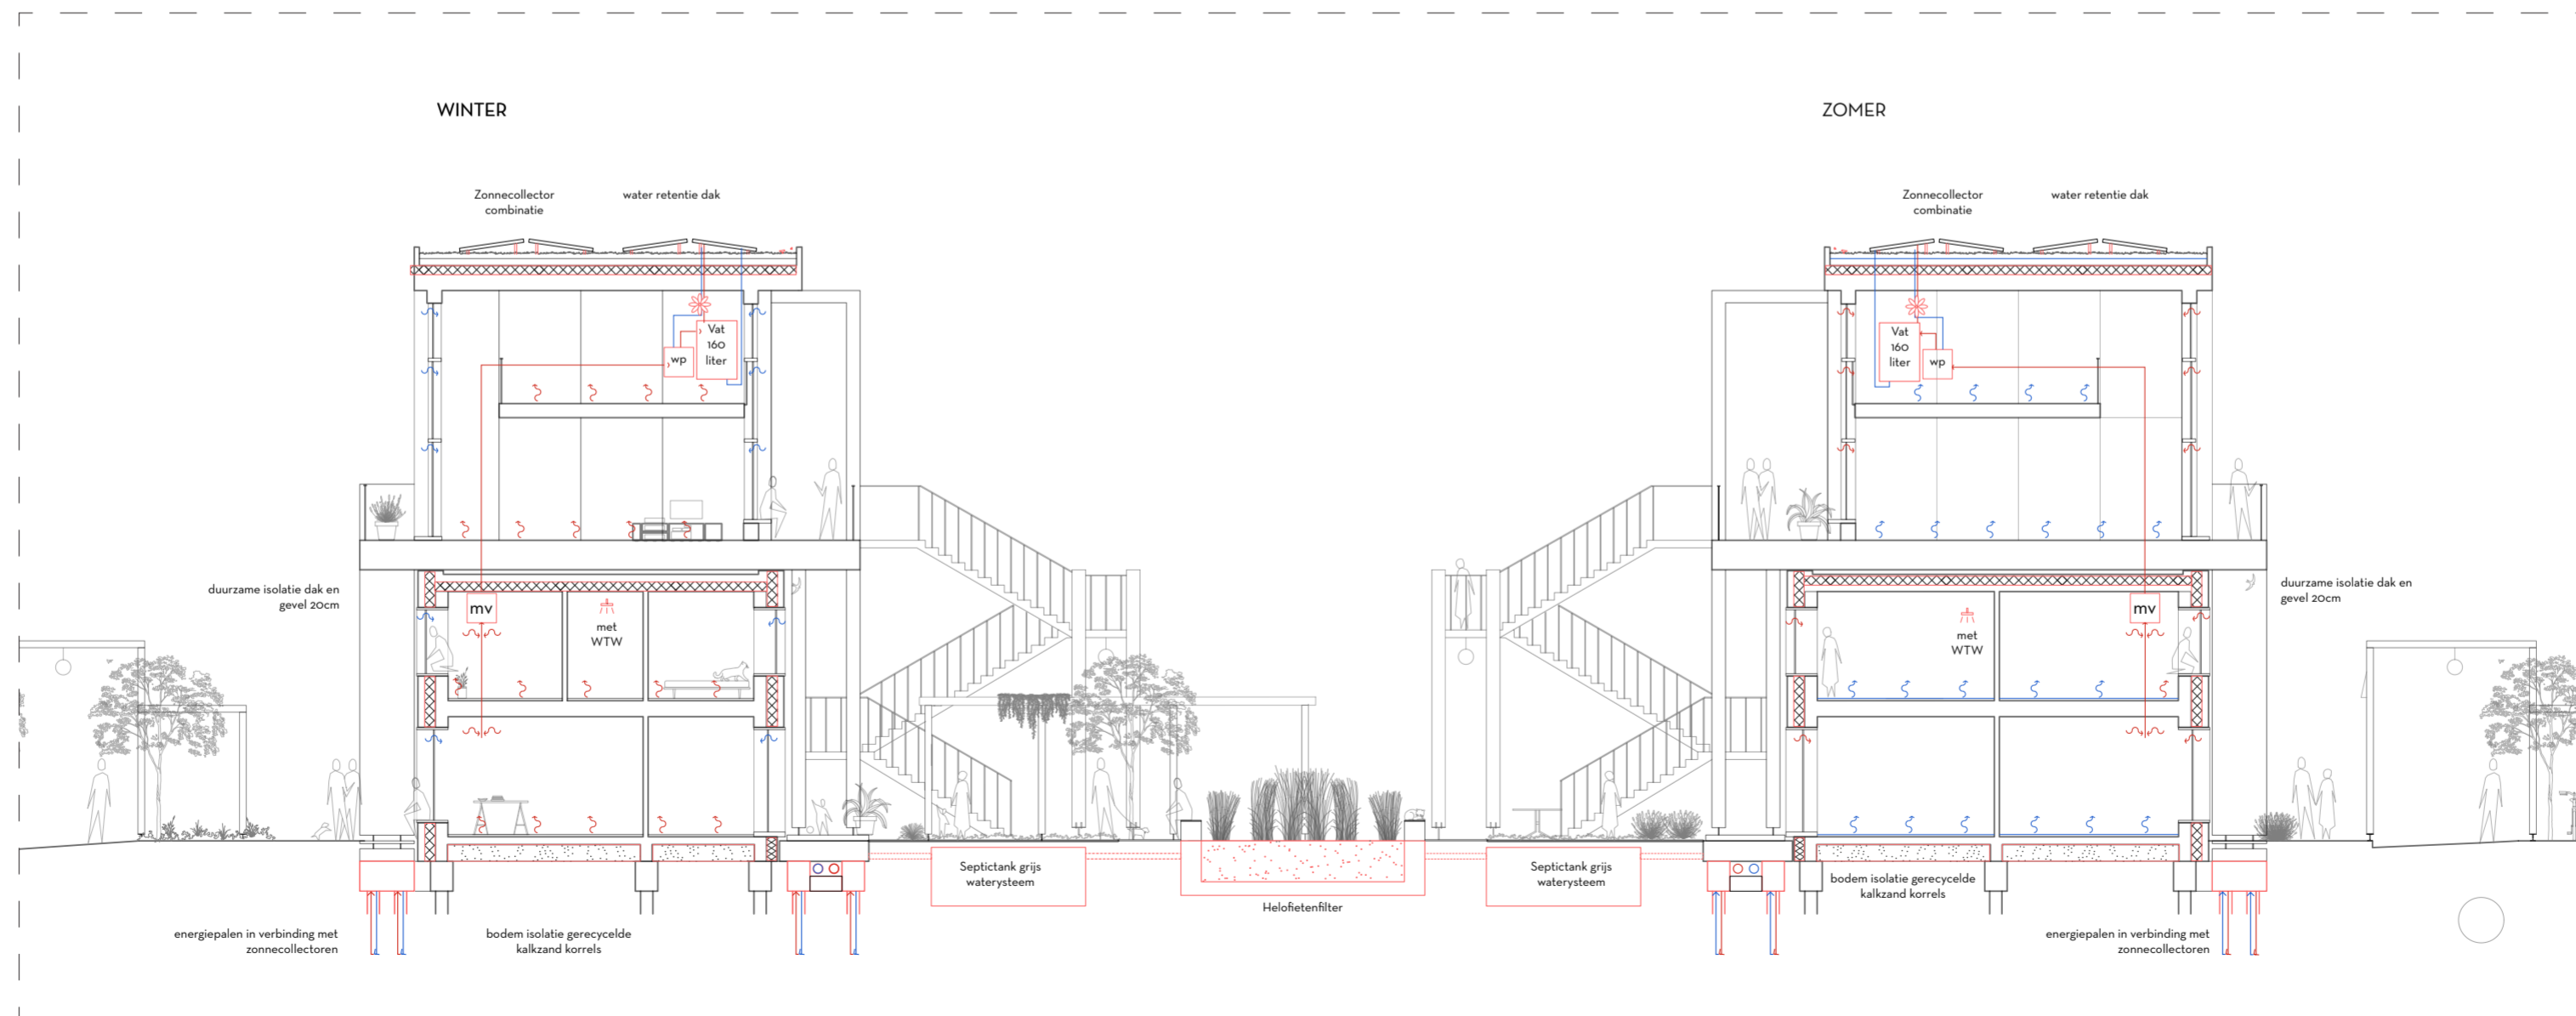 WINTER
ZOMER
Zonnecollector
combinatie
water retentie dak
Zonnecollector
combinatie
water retentie dak
Vat
160
liter
wp
Vat
160
liter
wp
duurzame isolatie dak en
gevel 20cm
mv
met
WTW
met
WTW
mv
duurzame isolatie dak en
gevel 20cm
Septictank grijs
waterysteem
Helofietenfilter
Septictank grijs
waterysteem
energiepalen in verbinding met
zonnecollectoren
bodem isolatie gerecycelde
kalkzand korrels
bodem isolatie gerecycelde
kalkzand korrels
energiepalen in verbinding met
zonnecollectoren